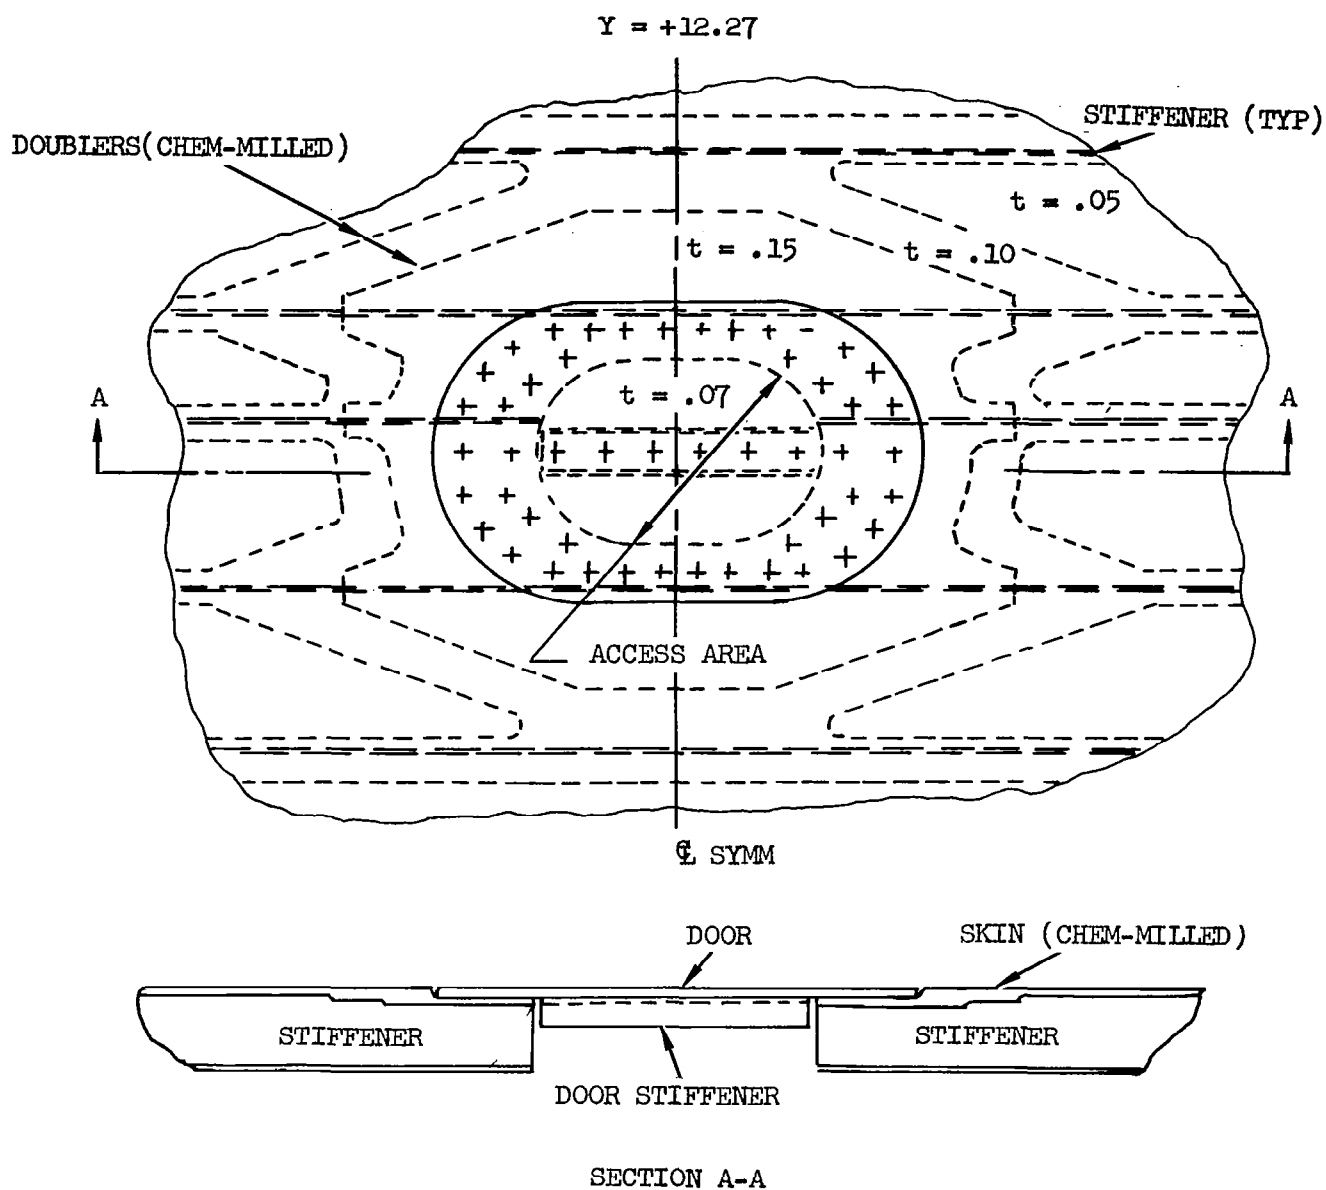 Y = +12.27
STIFFENER (TYP)
DOUBLERS(CHEM-MILLED)
t = .05
t = .15
t = .10
t = .07
A
A
ACCESS AREA
℄ SYMM
DOOR
SKIN (CHEM-MILLED)
STIFFENER
STIFFENER
DOOR STIFFENER
SECTION A-A